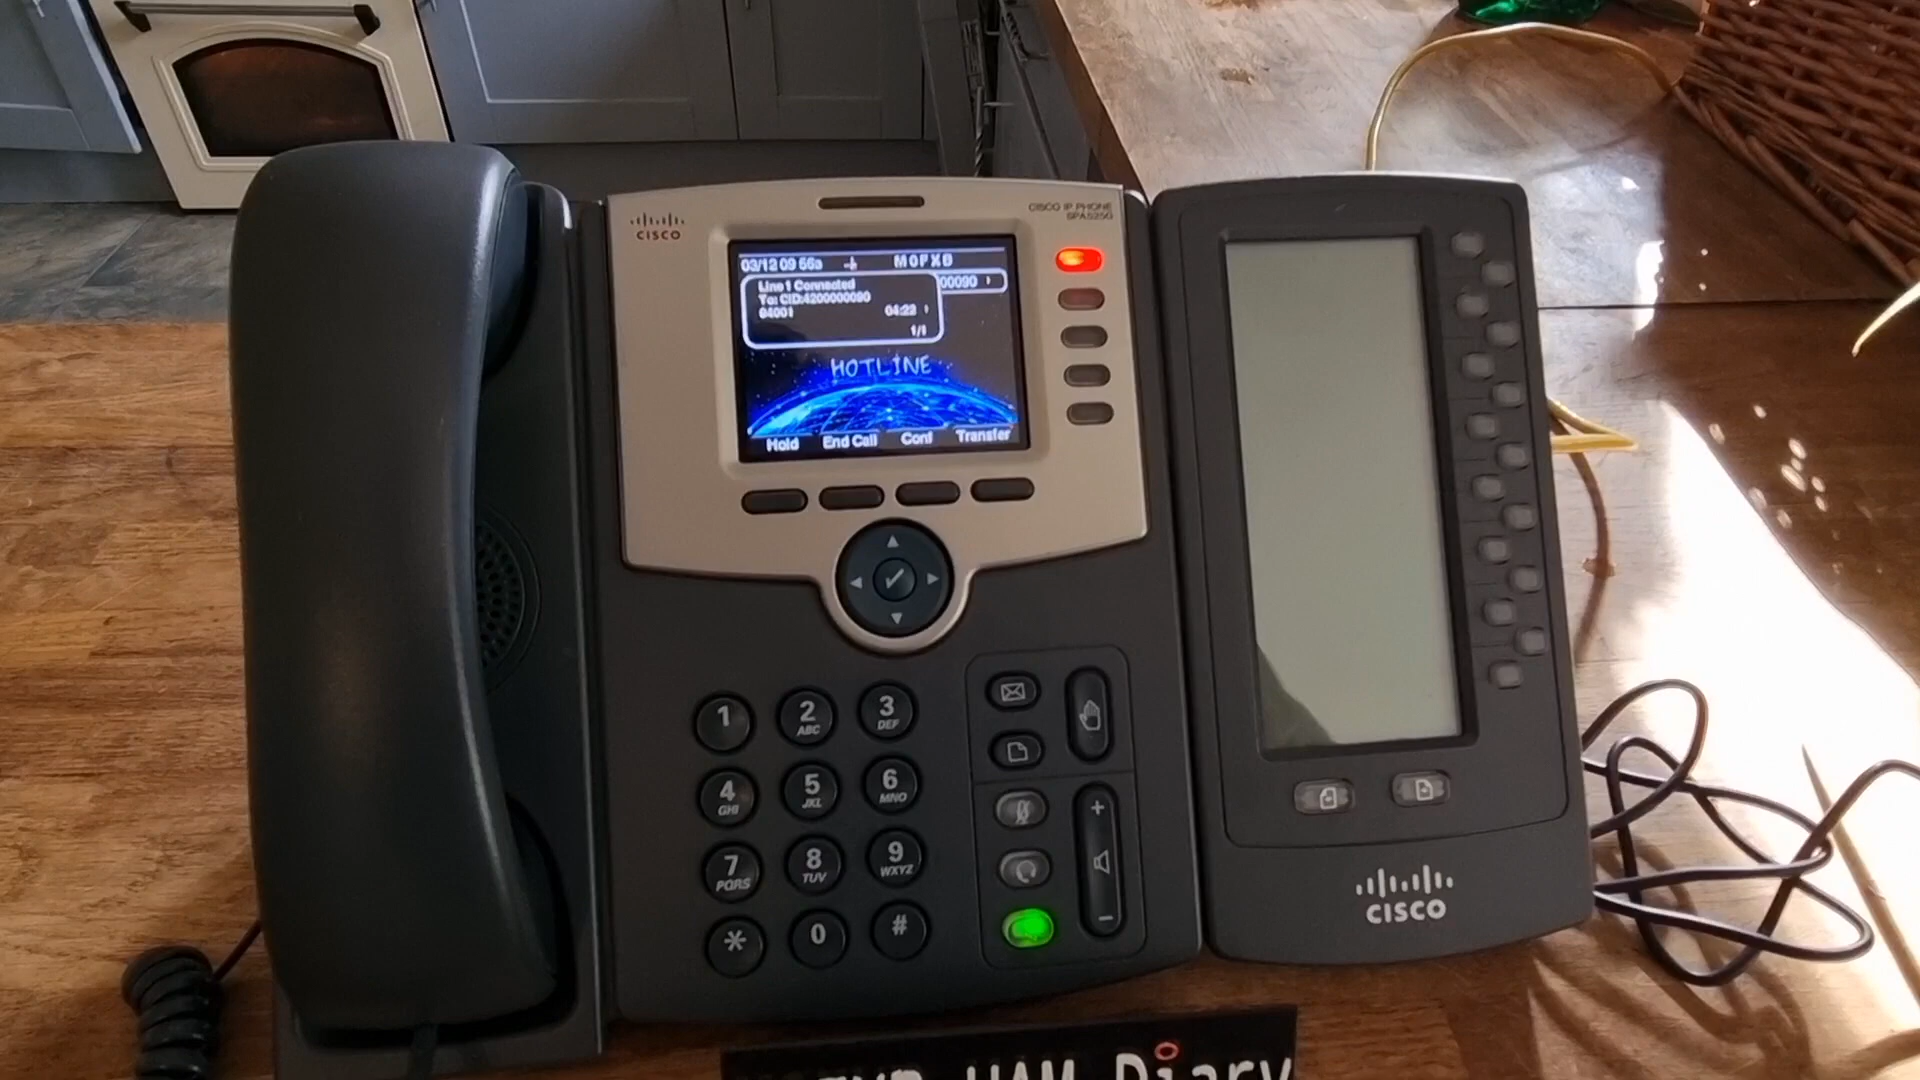 CISCO
CISCO IP PHONE
SPA525G
03/12 09 56a M0FXB
00090
Line 1 Connected
To: CID:4200000090
04001 04:22
1/1
HOTLINE
Hold End Call Conf Transfer
1 2 ABC 3 DEF
4 GHI 5 JKL 6 MNO
7 PQRS 8 TUV 9 WXYZ
* 0 #
+
-
CISCO
HAM Diary